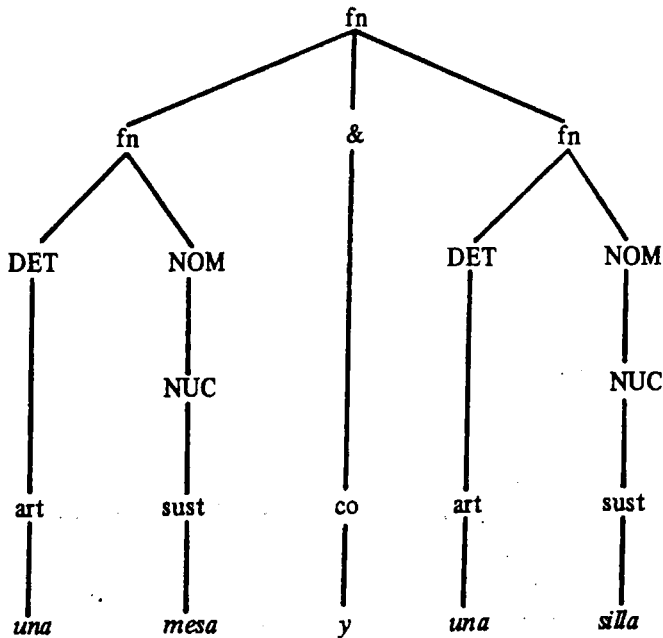 fn
fn & fn
DET NOM DET NOM
NUC NUC
art sust co art sust
una mesa y una silla